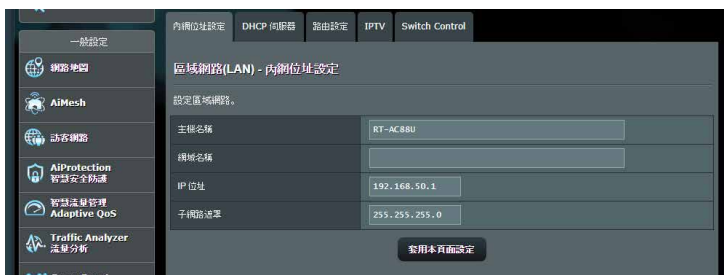 內網位址設定 DHCP 伺服器 路由設定 IPTV Switch Control
一般設定
網路地圖
AiMesh
訪客網路
AiProtection
智慧安全防護
智慧流量管理
Adaptive QoS
Traffic Analyzer
流量分析
區域網路(LAN) - 內網位址設定
設定區域網路。
主機名稱 RT-AC88U
網域名稱
IP 位址 192.168.50.1
子網路遮罩 255.255.255.0
套用本頁面設定